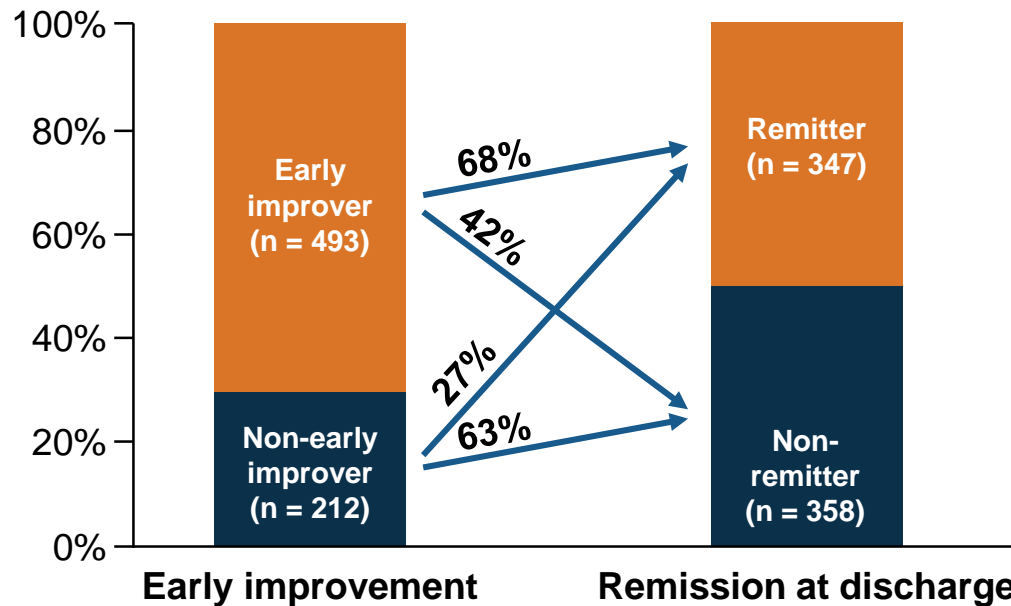 100%
80%
60%
40%
20%
0%
Early
improver
(n = 493)
Non-early
improver
(n = 212)
68%
42%
27%
63%
Remitter
(n = 347)
Non-
remitter
(n = 358)
Early improvement
Remission at discharge